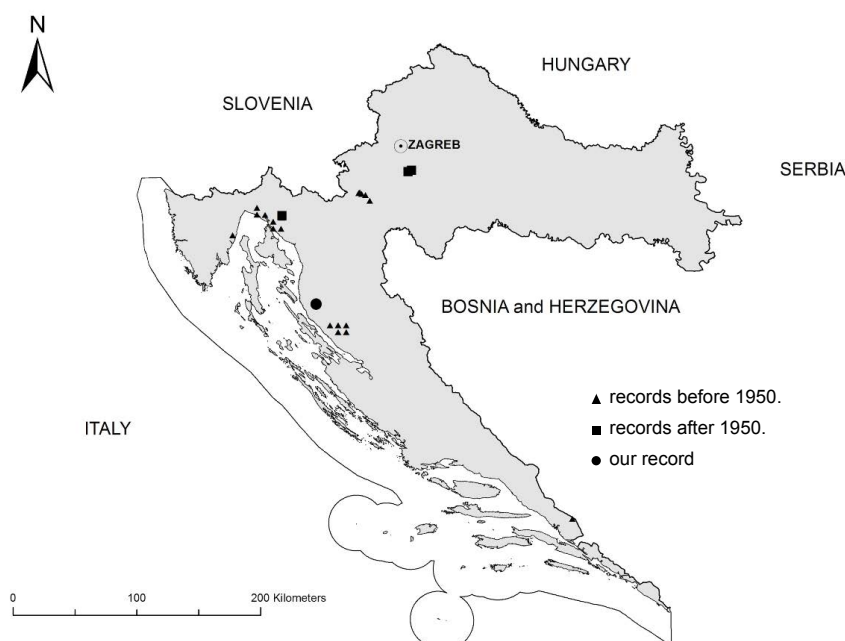 N
HUNGARY
SLOVENIA
ZAGREB
SERBIA
BOSNIA and HERZEGOVINA
▲ records before 1950.
■ records after 1950.
● our record
ITALY
0 100 200 Kilometers